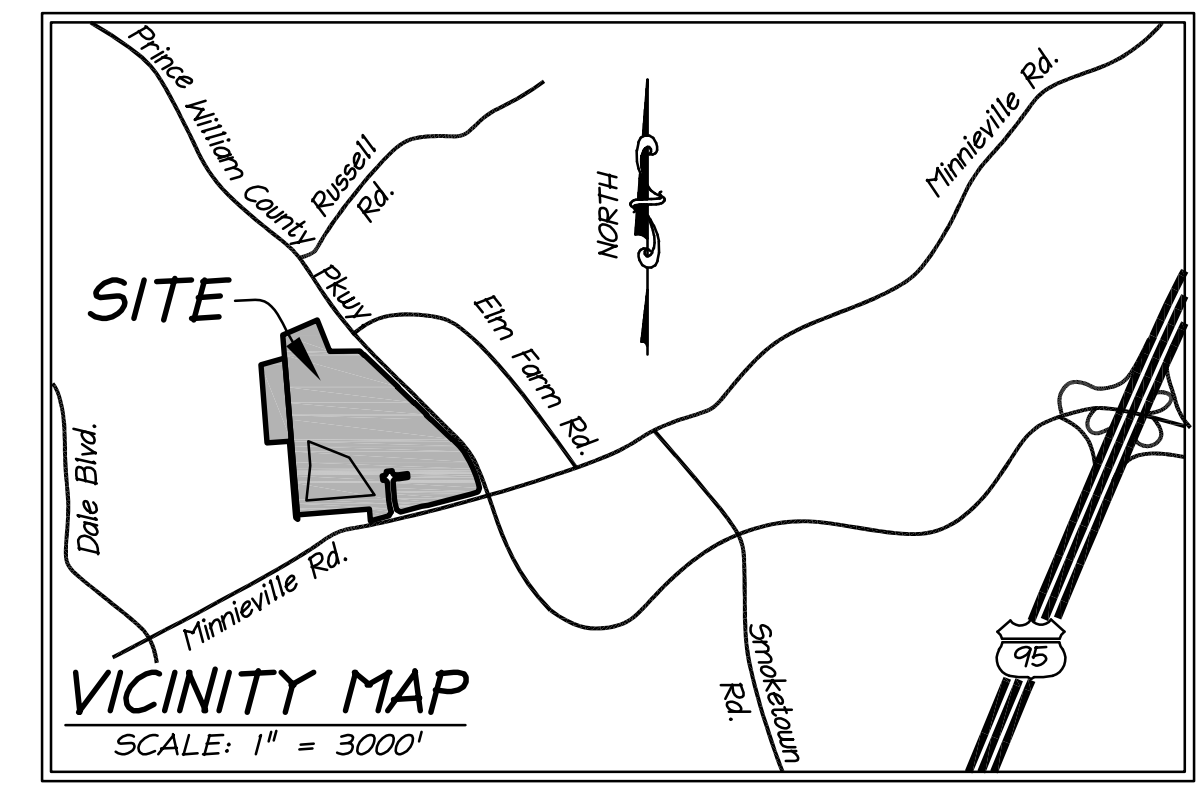 Prince William County
Pkwy
Russell
Rd.
NORTH
Minnieville Rd.
SITE
Elm Farm Rd.
Dale Blvd.
Minnieville Rd.
Smoketown
Rd.
95
VICINITY MAP
SCALE: 1" = 3000'